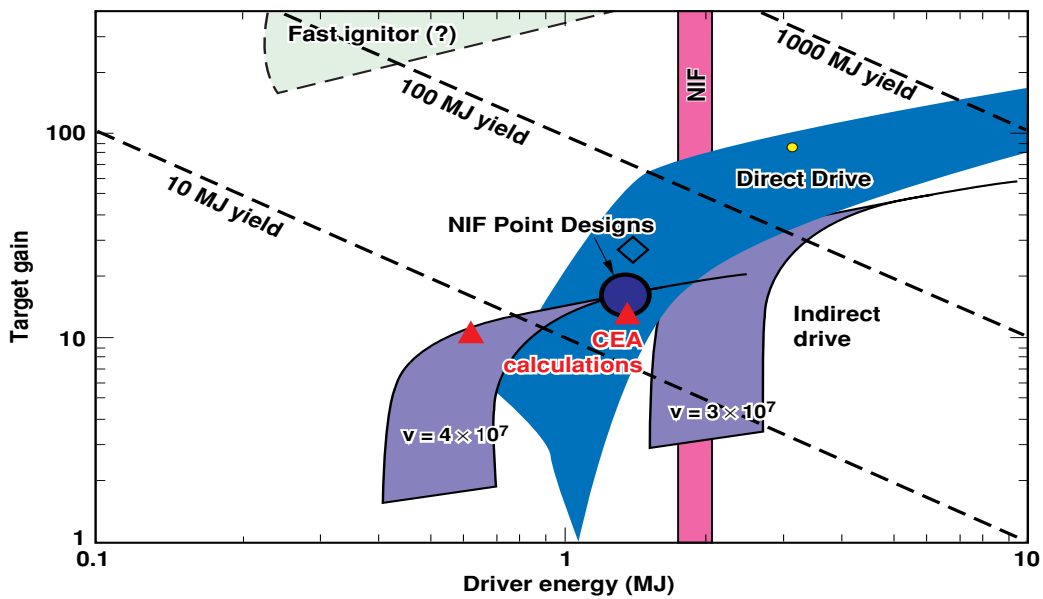 Fast ignitor (?)
1000 MJ yield
100 MJ yield
NIF
100
Direct Drive
10 MJ yield
NIF Point Designs
Target gain
Indirect
drive
10
CEA
calculations
v = 3 × 10⁷
v = 4 × 10⁷
1
0.1
1
10
Driver energy (MJ)